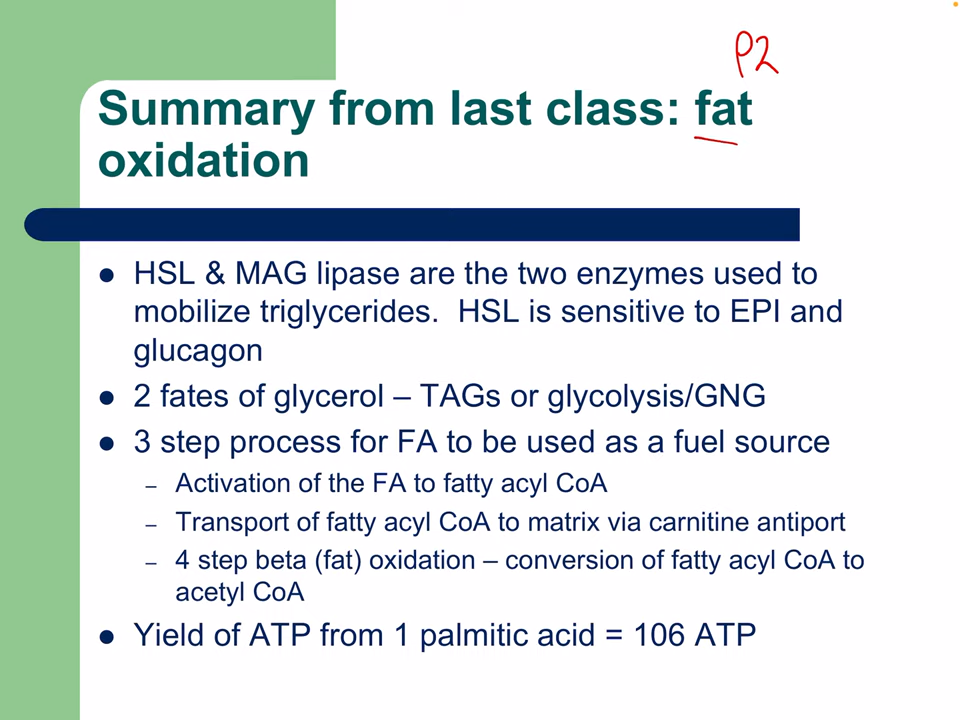 P2
Summary from last class: fat
oxidation
HSL & MAG lipase are the two enzymes used to
mobilize triglycerides. HSL is sensitive to EPI and
glucagon
2 fates of glycerol – TAGs or glycolysis/GNG
3 step process for FA to be used as a fuel source
– Activation of the FA to fatty acyl CoA
– Transport of fatty acyl CoA to matrix via carnitine antiport
– 4 step beta (fat) oxidation – conversion of fatty acyl CoA to
acetyl CoA
Yield of ATP from 1 palmitic acid = 106 ATP